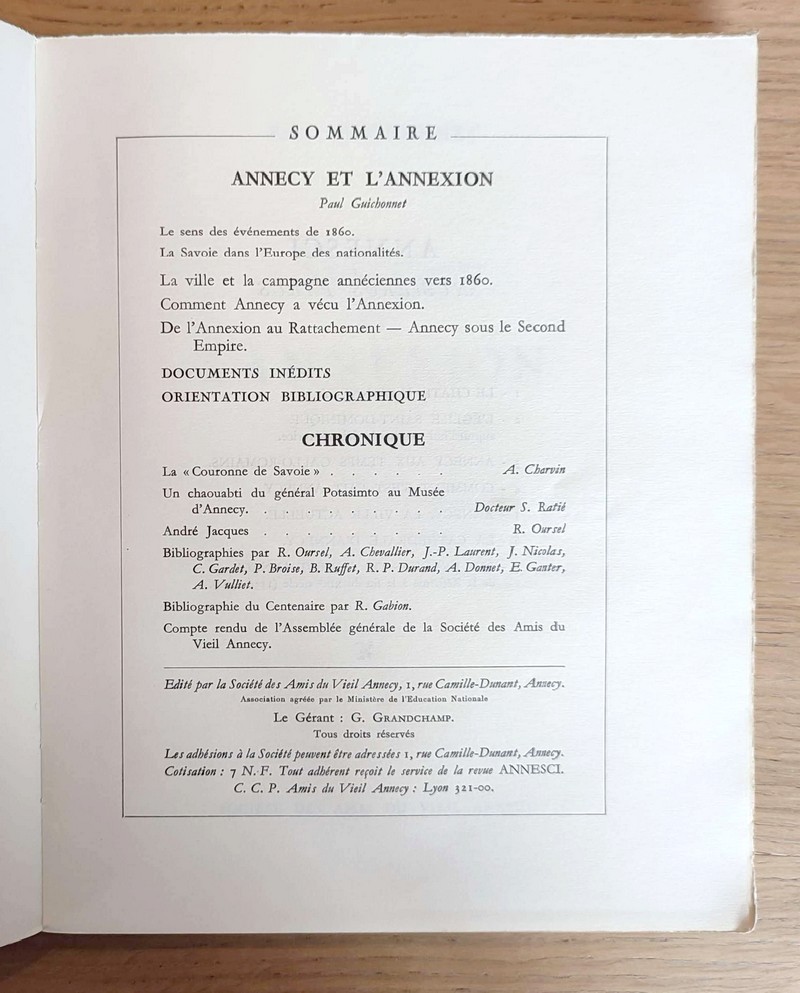 SOMMAIRE
ANNECY ET L'ANNEXION
Paul Guichonnet
Le sens des événements de 1860.
La Savoie dans l'Europe des nationalités.
La ville et la campagne annéciennes vers 1860.
Comment Annecy a vécu l'Annexion.
De l'Annexion au Rattachement — Annecy sous le Second
Empire.
DOCUMENTS INÉDITS
ORIENTATION BIBLIOGRAPHIQUE
CHRONIQUE
La « Couronne de Savoie » . . . . . . A. Charvin
Un chaouabti du général Potasimto au Musée
d'Annecy. . . . . . . . . . Docteur S. Ratié
André Jacques . . . . . . . . . R. Oursel
Bibliographies par R. Oursel, A. Chevallier, J.-P. Laurent, J. Nicolas,
C. Gardet, P. Broise, B. Ruffet, R. P. Durand, A. Donnet, E. Ganter,
A. Vulliet.
Bibliographie du Centenaire par R. Gabion.
Compte rendu de l'Assemblée générale de la Société des Amis du
Vieil Annecy.
Edité par la Société des Amis du Vieil Annecy, 1, rue Camille-Dunant, Annecy.
Association agréée par le Ministère de l'Education Nationale
Le Gérant : G. GRANDCHAMP.
Tous droits réservés
Les adhésions à la Société peuvent être adressées 1, rue Camille-Dunant, Annecy.
Cotisation : 7 N. F. Tout adhérent reçoit le service de la revue ANNESCI.
C. C. P. Amis du Vieil Annecy : Lyon 321-00.